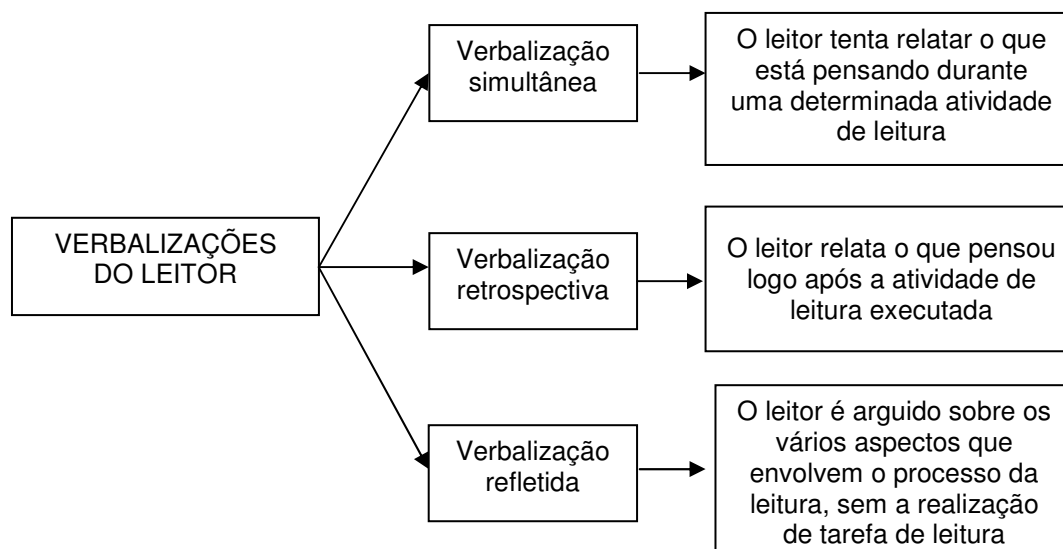 VERBALIZAÇÕES
DO LEITOR
Verbalização
simultânea
O leitor tenta relatar o que
está pensando durante
uma determinada atividade
de leitura
Verbalização
retrospectiva
O leitor relata o que pensou
logo após a atividade de
leitura executada
Verbalização
refletida
O leitor é arguido sobre os
vários aspectos que
envolvem o processo da
leitura, sem a realização
de tarefa de leitura